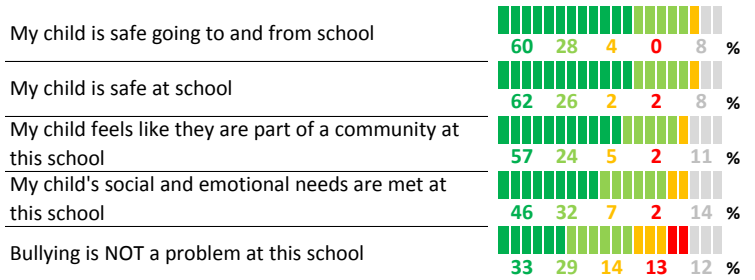 My child is safe going to and from school
60 28 4 0 8 %
My child is safe at school
62 26 2 2 8 %
My child feels like they are part of a community at
this school
57 24 5 2 11 %
My child's social and emotional needs are met at
this school
46 32 7 2 14 %
Bullying is NOT a problem at this school
33 29 14 13 12 %